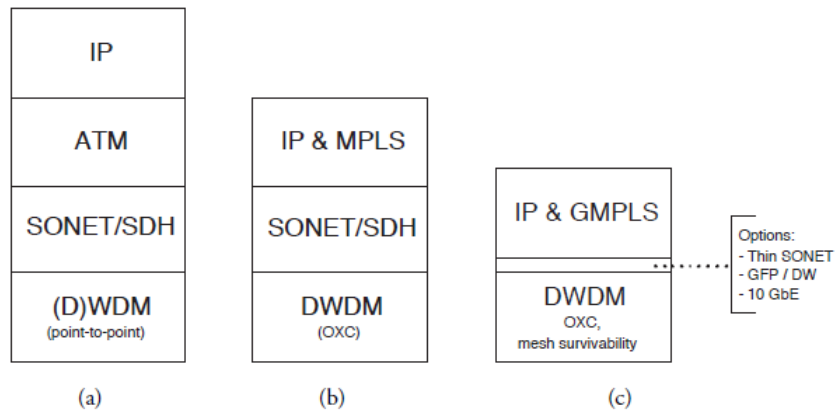 IP
ATM
SONET/SDH
(D)WDM
(point-to-point)
(a)
IP & MPLS
SONET/SDH
DWDM
(OXC)
(b)
IP & GMPLS
DWDM
OXC,
mesh survivability
(c)
Options:
- Thin SONET
- GFP / DW
- 10 GbE